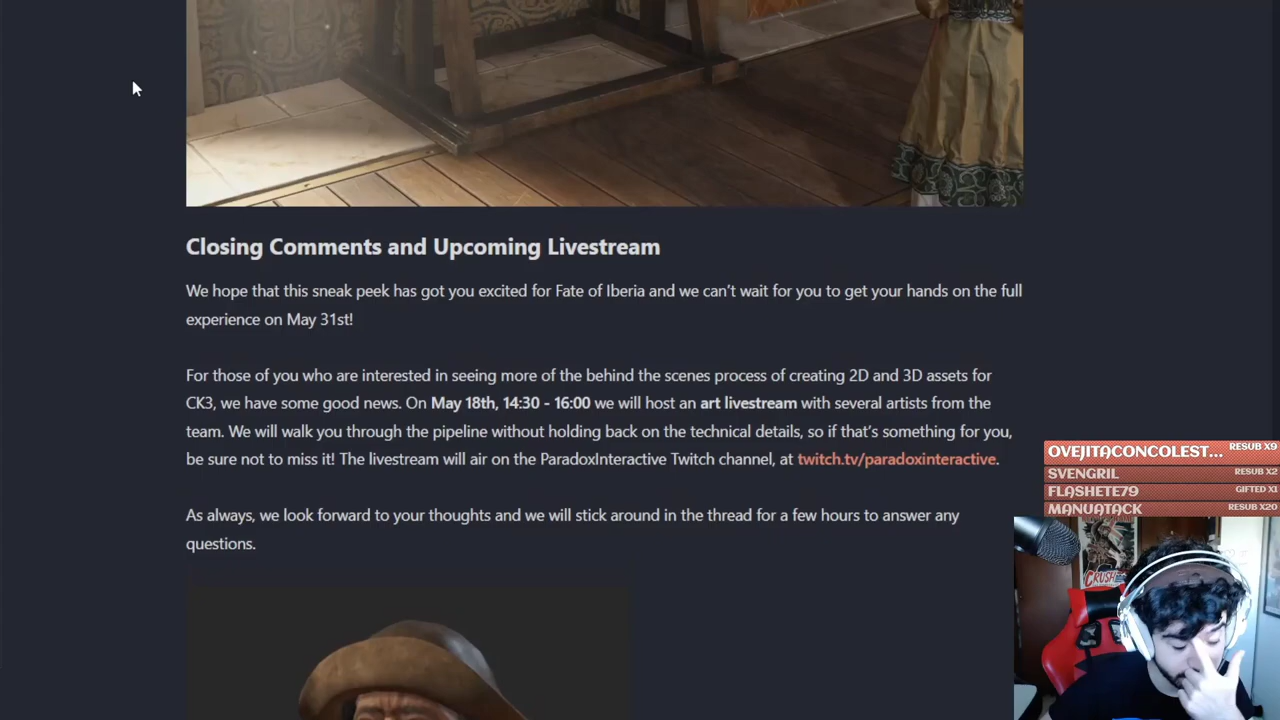 Closing Comments and Upcoming Livestream
We hope that this sneak peek has got you excited for Fate of Iberia and we can't wait for you to get your hands on the full
experience on May 31st!
For those of you who are interested in seeing more of the behind the scenes process of creating 2D and 3D assets for
CK3, we have some good news. On May 18th, 14:30 - 16:00 we will host an art livestream with several artists from the
team. We will walk you through the pipeline without holding back on the technical details, so if that's something for you,
be sure not to miss it! The livestream will air on the ParadoxInteractive Twitch channel, at twitch.tv/paradoxinteractive.
As always, we look forward to your thoughts and we will stick around in the thread for a few hours to answer any
questions.
OVEJITACONCOLEST... RESUB X9
SVENGRIL RESUB X2
FLASHETE79 GIFTED X1
MANUATACK RESUB X20
CRUSH